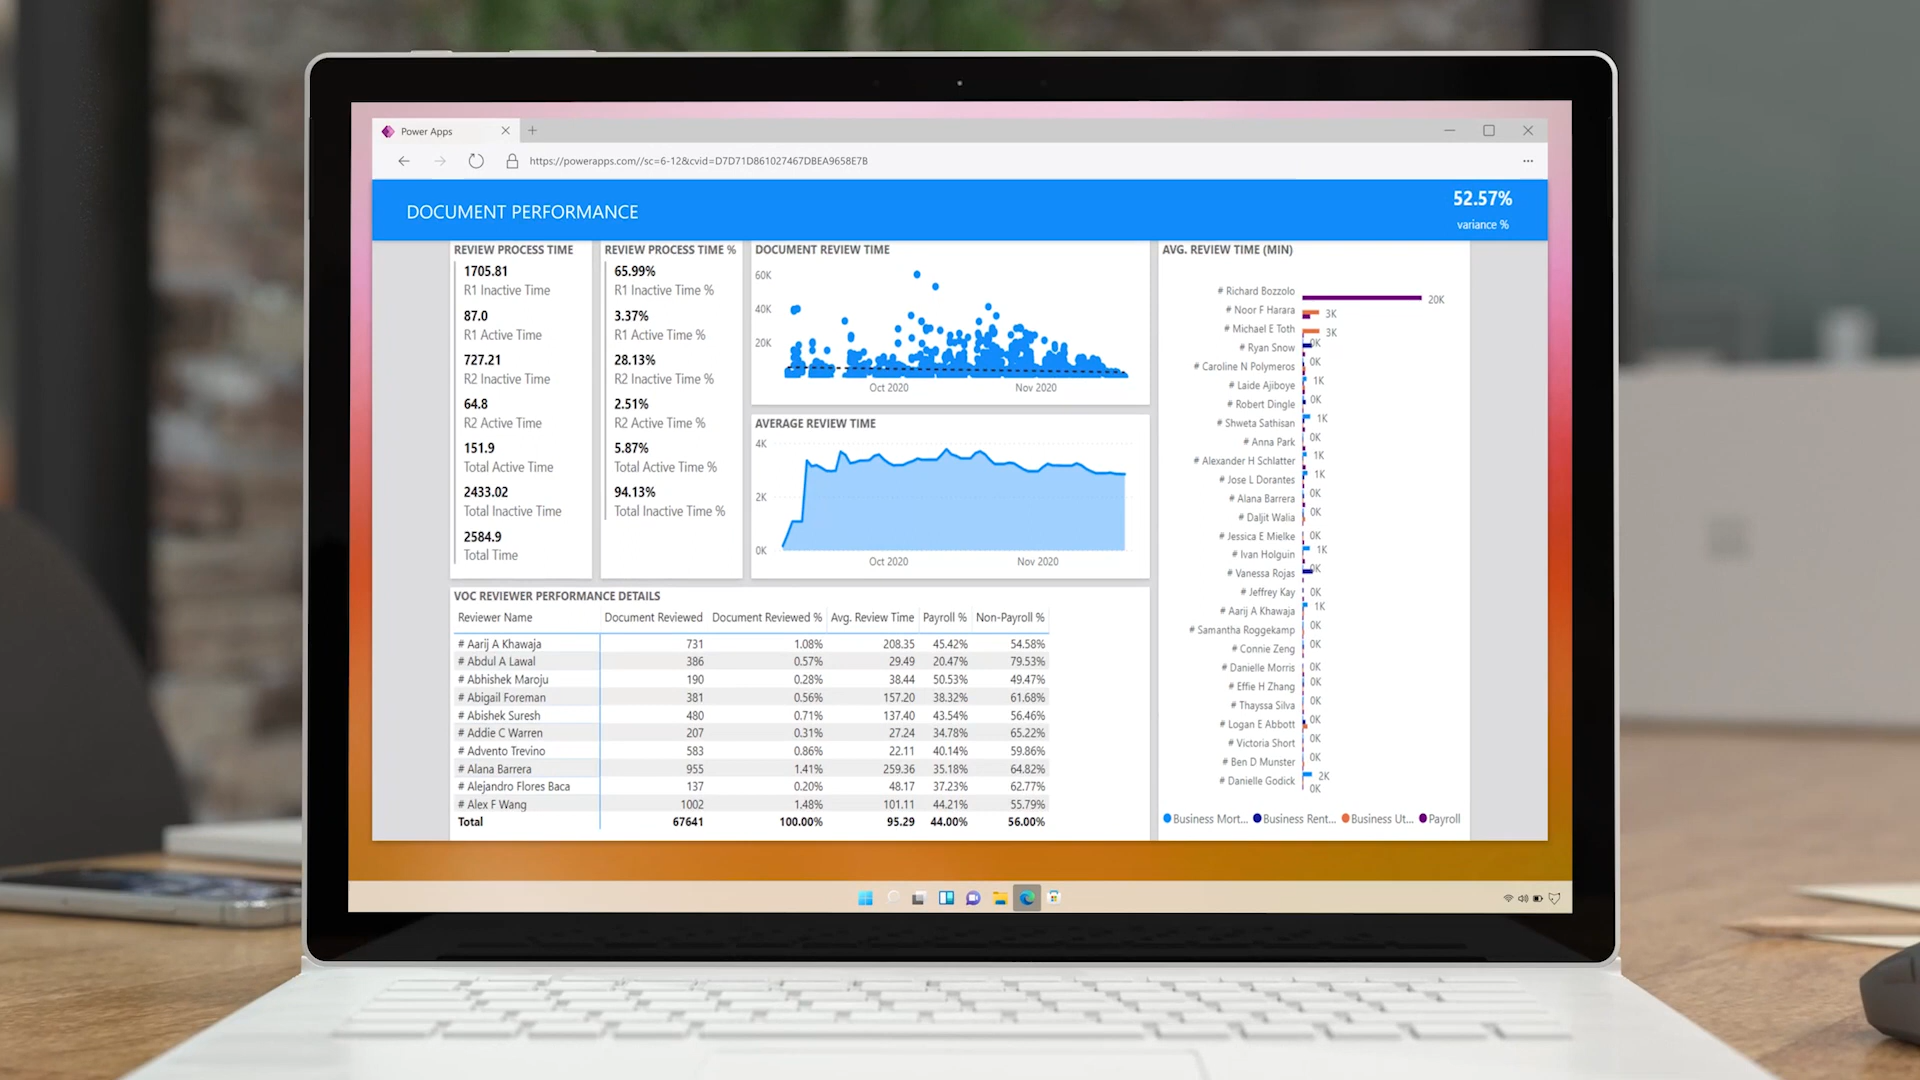 Power Apps
https://powerapps.com//sc=6-12&cvid=D7D71D861027467DBEA9658E7B
DOCUMENT PERFORMANCE
52.57%
variance %
REVIEW PROCESS TIME
1705.81
R1 Inactive Time
87.0
R1 Active Time
727.21
R2 Inactive Time
64.8
R2 Active Time
151.9
Total Active Time
2433.02
Total Inactive Time
2584.9
Total Time
REVIEW PROCESS TIME %
65.99%
R1 Inactive Time %
3.37%
R1 Active Time %
28.13%
R2 Inactive Time %
2.51%
R2 Active Time %
5.87%
Total Active Time %
94.13%
Total Inactive Time %
DOCUMENT REVIEW TIME
60K
40K
20K
Oct 2020 Nov 2020
AVERAGE REVIEW TIME
4K
2K
0K
Oct 2020 Nov 2020
VOC REVIEWER PERFORMANCE DETAILS
Reviewer Name Document Reviewed Document Reviewed % Avg. Review Time Payroll % Non-Payroll %
# Aarij A Khawaja 731 1.08% 208.35 45.42% 54.58%
# Abdul A Lawal 386 0.57% 29.49 20.47% 79.53%
# Abhishek Maroju 190 0.28% 38.44 50.53% 49.47%
# Abigail Foreman 381 0.56% 157.20 38.32% 61.68%
# Abishek Suresh 480 0.71% 137.40 43.54% 56.46%
# Addie C Warren 207 0.31% 27.24 34.78% 65.22%
# Advento Trevino 583 0.86% 22.11 40.14% 59.86%
# Alana Barrera 955 1.41% 259.36 35.18% 64.82%
# Alejandro Flores Baca 137 0.20% 48.17 37.23% 62.77%
# Alex F Wang 1002 1.48% 101.11 44.21% 55.79%
Total 67641 100.00% 95.29 44.00% 56.00%
AVG. REVIEW TIME (MIN)
# Richard Bozzolo 20K
# Noor F Harara 3K
# Michael E Toth 3K
# Ryan Snow 0K
# Caroline N Polymeros 0K
# Laide Ajiboye 1K
# Robert Dingle 0K
# Shweta Sathisan 1K
# Anna Park 0K
# Alexander H Schlatter 1K
# Jose L Dorantes 1K
# Alana Barrera 0K
# Daljit Walia 0K
# Jessica E Mielke 0K
# Ivan Holguin 1K
# Vanessa Rojas 0K
# Jeffrey Kay 0K
# Aarij A Khawaja 1K
# Samantha Roggekamp 0K
# Connie Zeng 0K
# Danielle Morris 0K
# Effie H Zhang 0K
# Thayssa Silva 0K
# Logan E Abbott 0K
# Victoria Short 0K
# Ben D Munster 0K
# Danielle Godick 2K
0K
Business Mort... Business Rent... Business Ut... Payroll